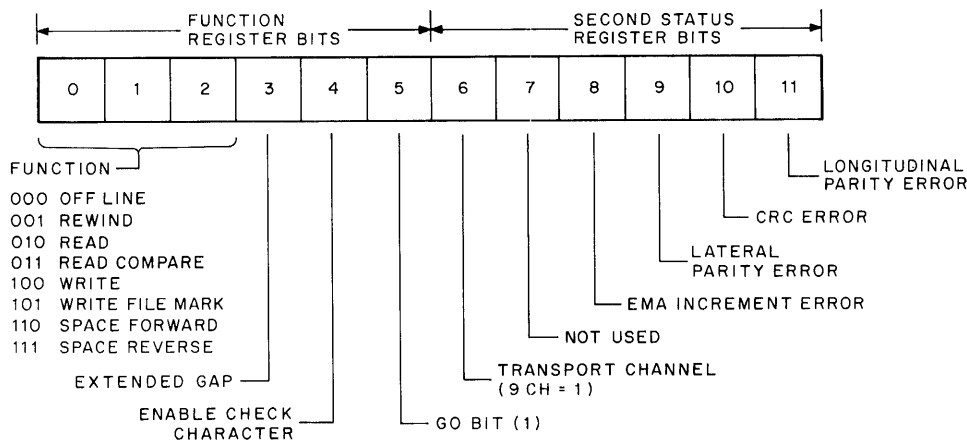 FUNCTION
REGISTER BITS
SECOND STATUS
REGISTER BITS
0 1 2 3 4 5 6 7 8 9 10 11
FUNCTION
000 OFF LINE
001 REWIND
010 READ
011 READ COMPARE
100 WRITE
101 WRITE FILE MARK
110 SPACE FORWARD
111 SPACE REVERSE
EXTENDED GAP
ENABLE CHECK
CHARACTER
GO BIT (1)
TRANSPORT CHANNEL
(9 CH = 1)
NOT USED
EMA INCREMENT ERROR
LATERAL
PARITY ERROR
CRC ERROR
LONGITUDINAL
PARITY ERROR